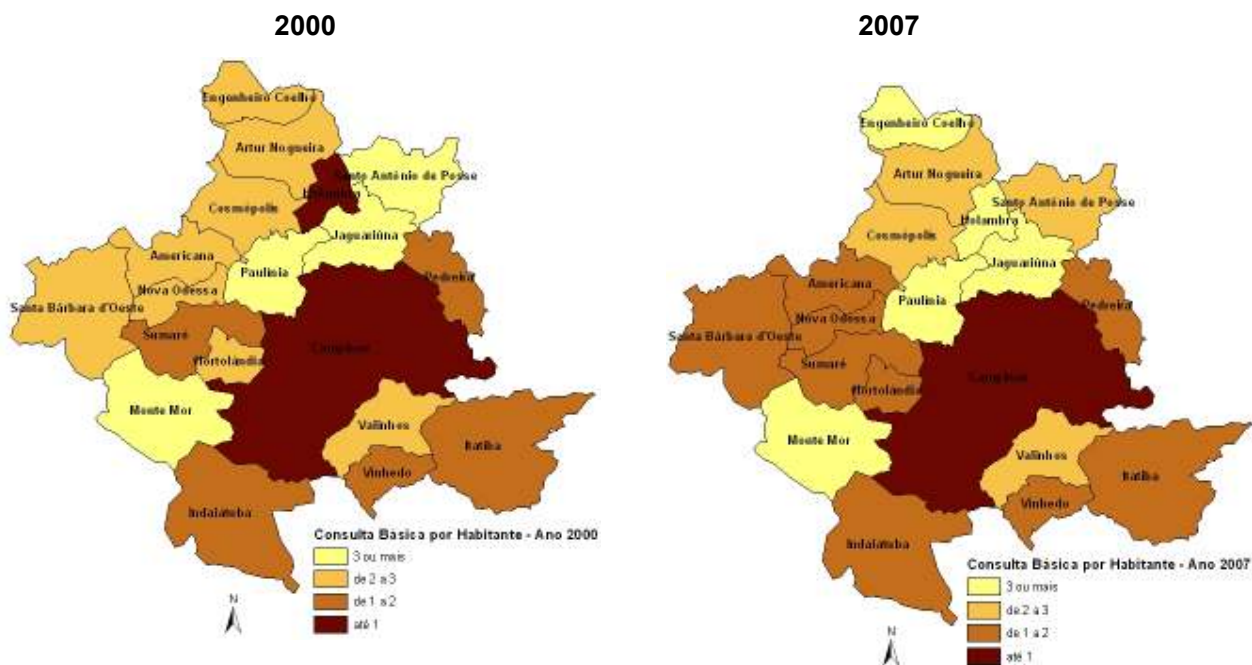 2000
Engenheiro Coelho
Artur Nogueira
Santo Antônio de Posse
Cosmópolis
Jaguariúna
Americana
Paulínia
Pedreira
Nova Odessa
Santa Bárbara d'Oeste
Sumaré
Hortolândia
Monte Mor
Valinhos
Itatiba
Vinhedo
Indaiatuba
Consulta Básica por Habitante - Ano 2000
3 ou mais
de 2 a 3
de 1 a 2
até 1
N
2007
Engenheiro Coelho
Artur Nogueira
Santo Antônio de Posse
Holambra
Cosmópolis
Jaguariúna
Americana
Paulínia
Pedreira
Nova Odessa
Santa Bárbara d'Oeste
Sumaré
Campinas
Hortolândia
Monte Mor
Valinhos
Itatiba
Vinhedo
Indaiatuba
Consulta Básica por Habitante - Ano 2007
3 ou mais
de 2 a 3
de 1 a 2
até 1
N